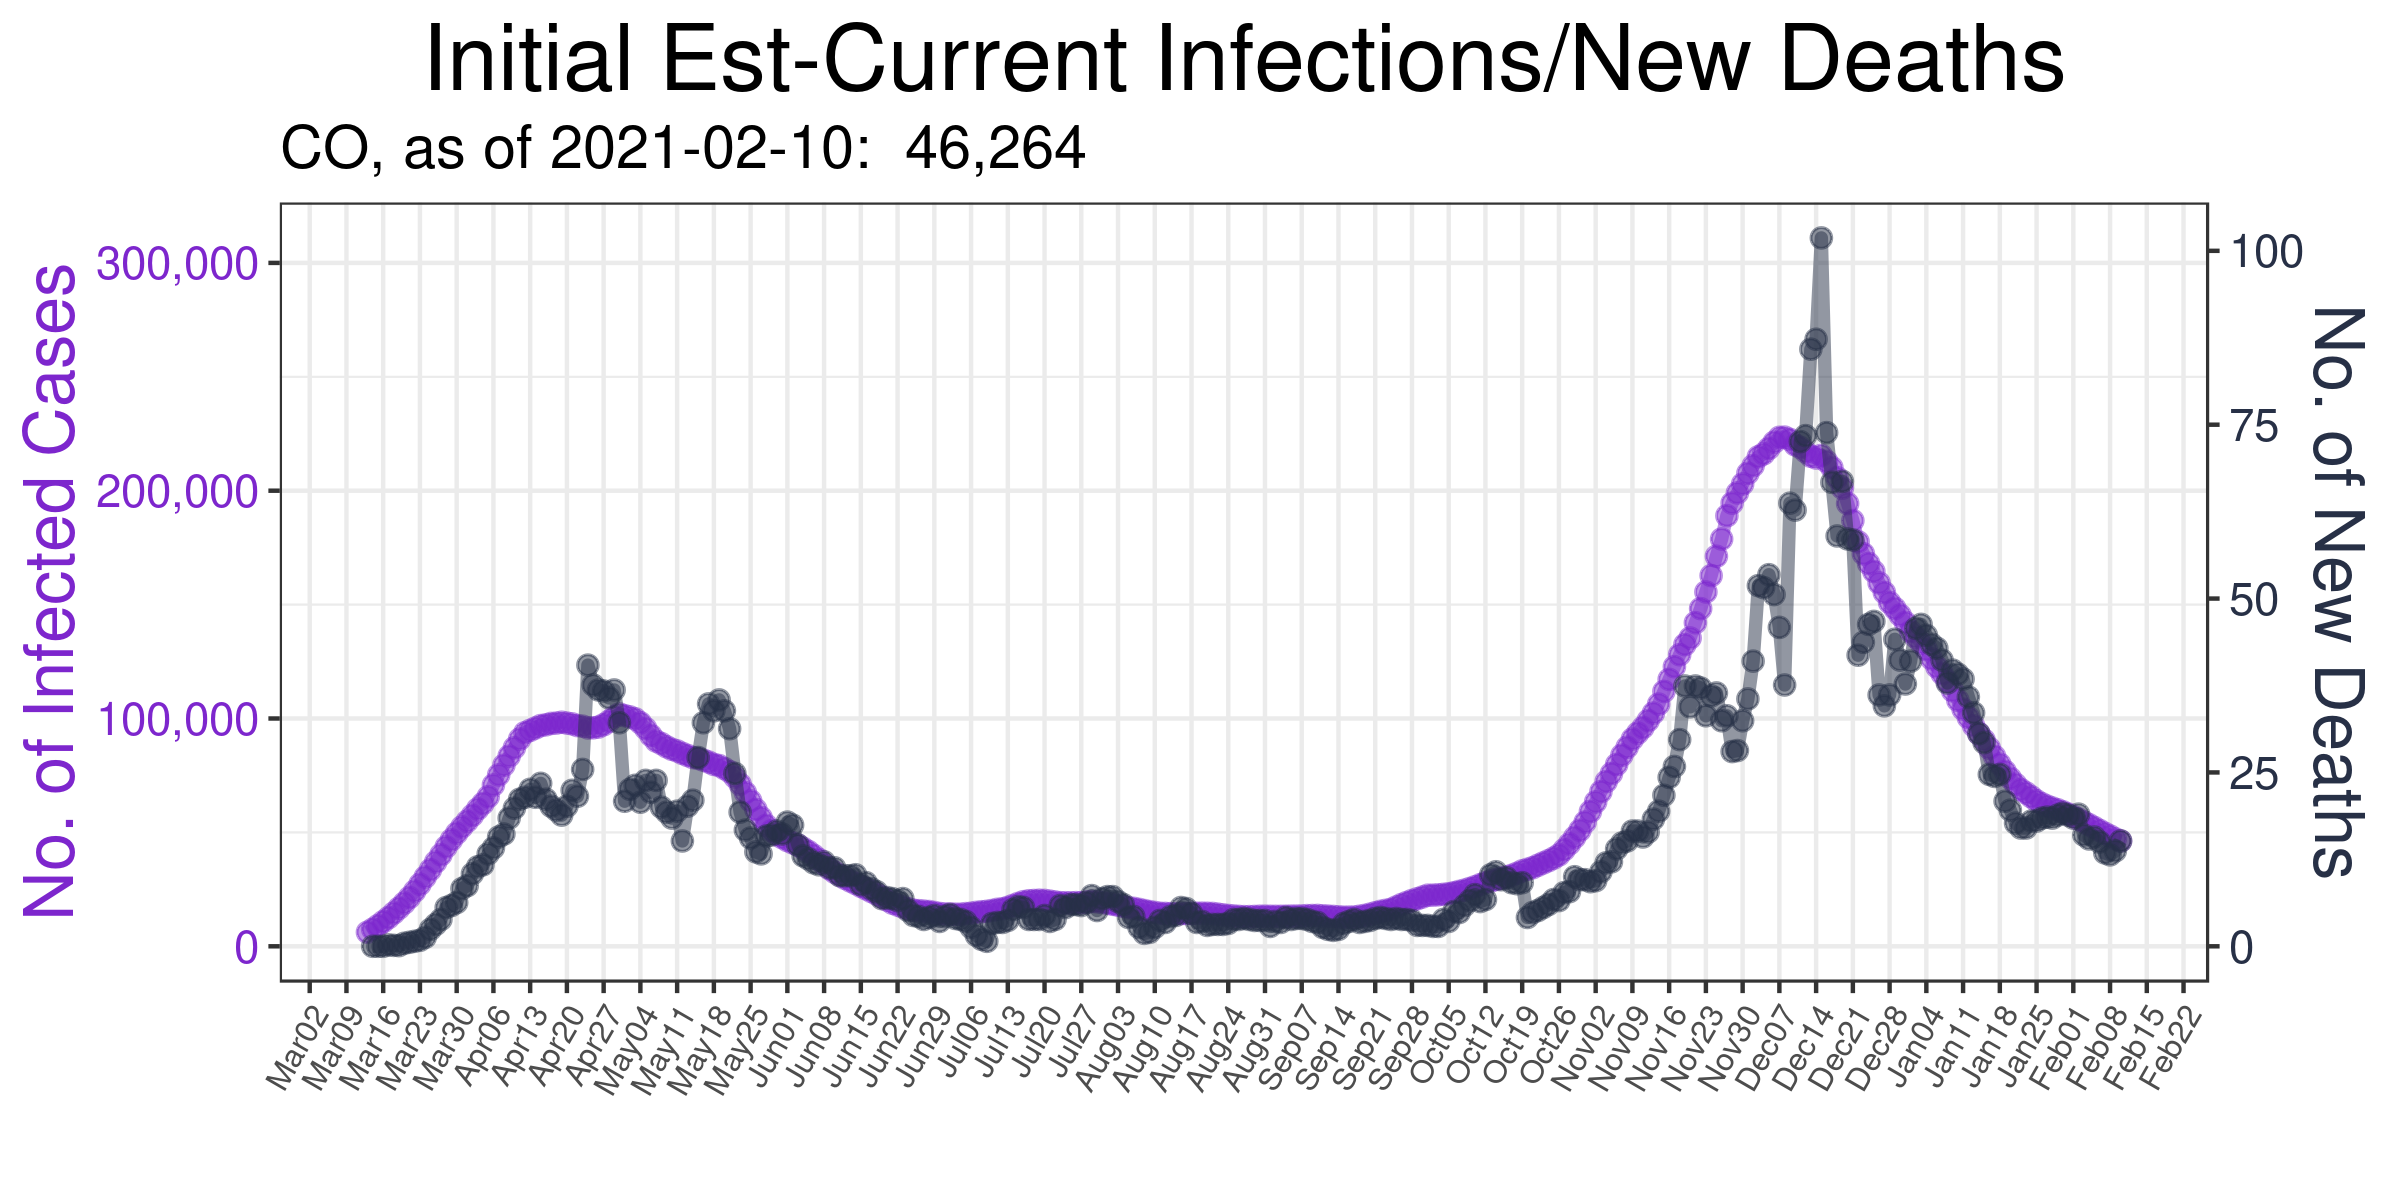 Initial Est-Current Infections/New Deaths
CO, as of 2021-02-10:  46,264
No. of Infected Cases
300,000
200,000
100,000
0
100
75
50
25
0
No. of New Deaths
Mar02
Mar09
Mar16
Mar23
Mar30
Apr06
Apr13
Apr20
Apr27
May04
May11
May18
May25
Jun01
Jun08
Jun15
Jun22
Jun29
Jul06
Jul13
Jul20
Jul27
Aug03
Aug10
Aug17
Aug24
Aug31
Sep07
Sep14
Sep21
Sep28
Oct05
Oct12
Oct19
Oct26
Nov02
Nov09
Nov16
Nov23
Nov30
Dec07
Dec14
Dec21
Dec28
Jan04
Jan11
Jan18
Jan25
Feb01
Feb08
Feb15
Feb22